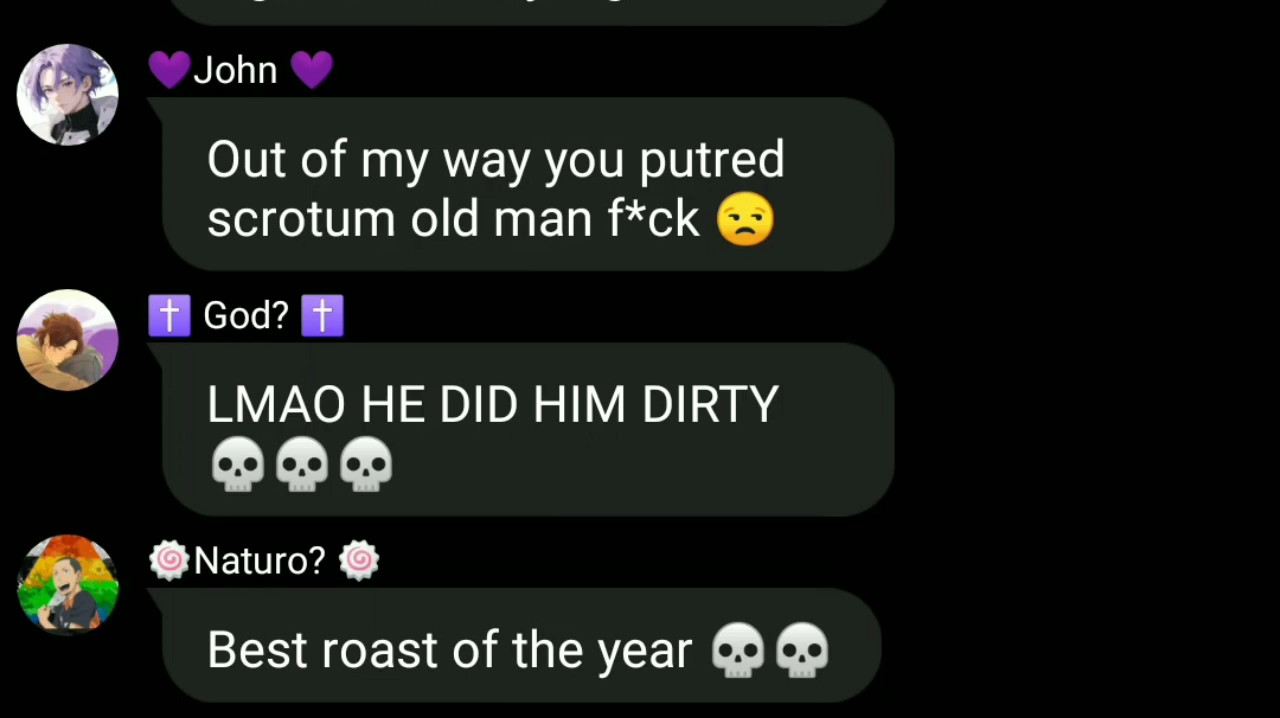 💜John 💜
Out of my way you putred
scrotum old man f*ck 😒
✝️ God? ✝️
LMAO HE DID HIM DIRTY
💀💀💀
🍥Naturo? 🍥
Best roast of the year 💀💀